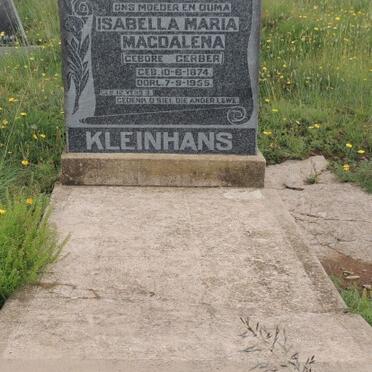 ONS MOEDER EN OUMA
ISABELLA MARIA
MAGDALENA
GEBORE GERBER
GEB. 10-6-1874
OORL. 7-9-1955
GEDENK O SIEL DIE ANDER LEWE
KLEINHANS